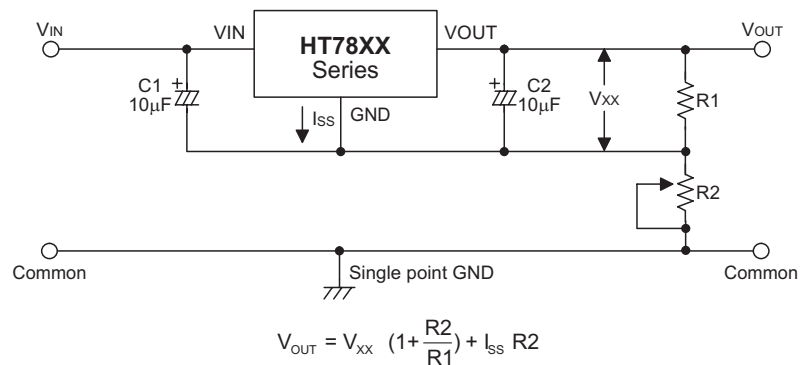 VIN
VIN
HT78XX
Series
VOUT
VOUT
C1
10μF
+
ISS
GND
+
C2
10μF
VXX
R1
R2
Common
Single point GND
Common
VOUT = VXX (1+R2/R1) + ISS R2